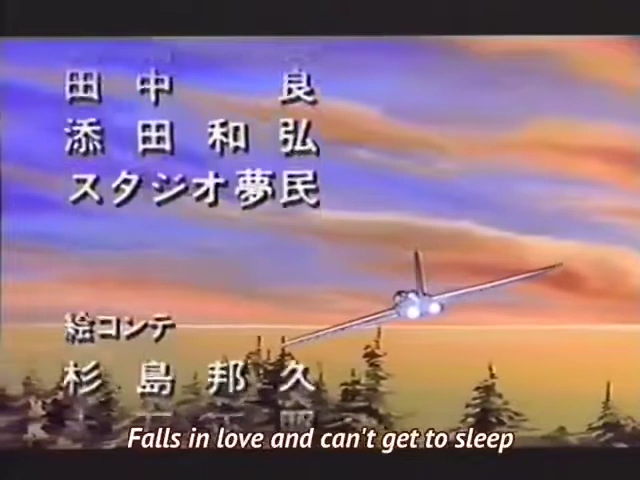 田中 良
添田和弘
スタジオ夢民
絵コンテ
杉島邦久
Falls in love and can't get to sleep